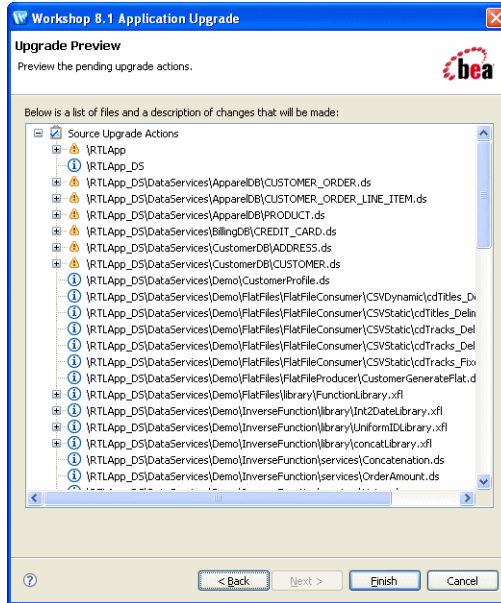 Workshop 8.1 Application Upgrade
Upgrade Preview
Preview the pending upgrade actions.
bea
Below is a list of files and a description of changes that will be made:
Source Upgrade Actions
\RTLApp
\RTLApp_DS
\RTLApp_DS\DataServices\ApparelDB\CUSTOMER_ORDER.ds
\RTLApp_DS\DataServices\ApparelDB\CUSTOMER_ORDER_LINE_ITEM.ds
\RTLApp_DS\DataServices\ApparelDB\PRODUCT.ds
\RTLApp_DS\DataServices\BillingDB\CREDIT_CARD.ds
\RTLApp_DS\DataServices\CustomerDB\ADDRESS.ds
\RTLApp_DS\DataServices\CustomerDB\CUSTOMER.ds
\RTLApp_DS\DataServices\Demo\CustomerProfile.ds
\RTLApp_DS\DataServices\Demo\FlatFiles\FlatFileConsumer\CSVDynamic\cdTitles_D
\RTLApp_DS\DataServices\Demo\FlatFiles\FlatFileConsumer\CSVStatic\cdTitles_Delin
\RTLApp_DS\DataServices\Demo\FlatFiles\FlatFileConsumer\CSVStatic\cdTracks_Del
\RTLApp_DS\DataServices\Demo\FlatFiles\FlatFileConsumer\CSVStatic\cdTracks_Del
\RTLApp_DS\DataServices\Demo\FlatFiles\FlatFileConsumer\CSVStatic\cdTracks_Fix
\RTLApp_DS\DataServices\Demo\FlatFiles\FlatFileProducer\CustomerGenerateFlat.d
\RTLApp_DS\DataServices\Demo\FlatFiles\library\FunctionLibrary.xfl
\RTLApp_DS\DataServices\Demo\InverseFunction\library\Int2DateLibrary.xfl
\RTLApp_DS\DataServices\Demo\InverseFunction\library\UniformIDLibrary.xfl
\RTLApp_DS\DataServices\Demo\InverseFunction\library\concatLibrary.xfl
\RTLApp_DS\DataServices\Demo\InverseFunction\services\Concatenation.ds
\RTLApp_DS\DataServices\Demo\InverseFunction\services\OrderAmount.ds
< Back Next > Finish Cancel